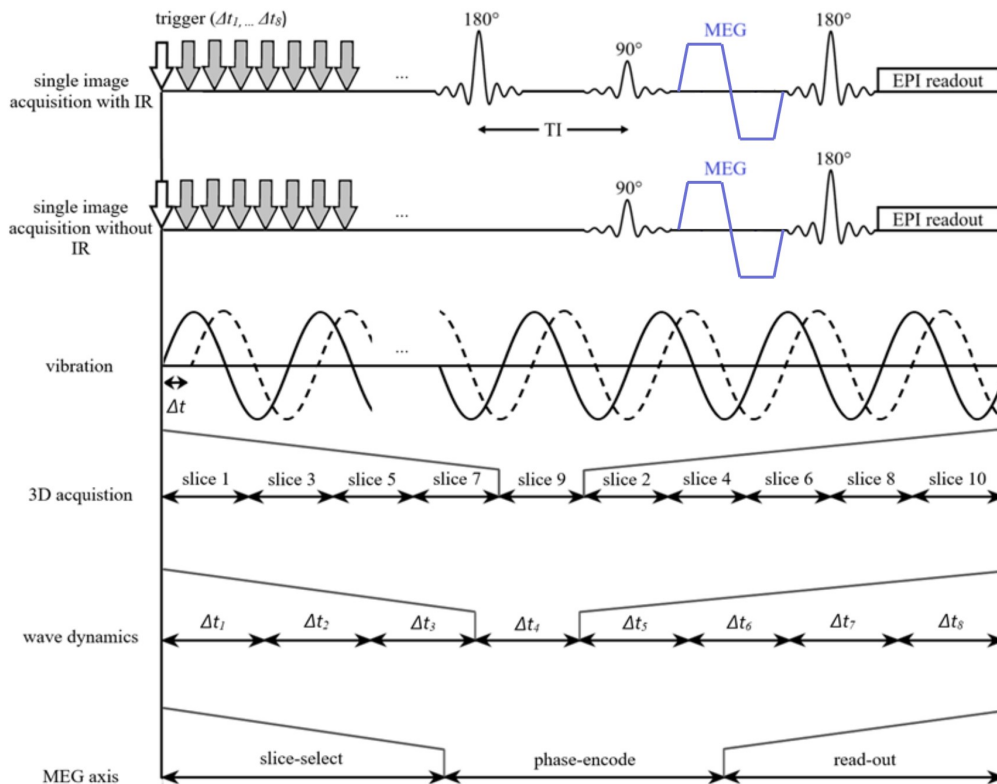 trigger (Δt₁, ... Δt₈)
180°
90°
MEG
180°
single image
acquisition with IR
...
TI
EPI readout
180°
90°
MEG
single image
acquisition without
IR
...
EPI readout
vibration
...
Δt
3D acquistion
slice 1 slice 3 slice 5 slice 7 slice 9 slice 2 slice 4 slice 6 slice 8 slice 10
wave dynamics
Δt₁ Δt₂ Δt₃ Δt₄ Δt₅ Δt₆ Δt₇ Δt₈
MEG axis
slice-select phase-encode read-out